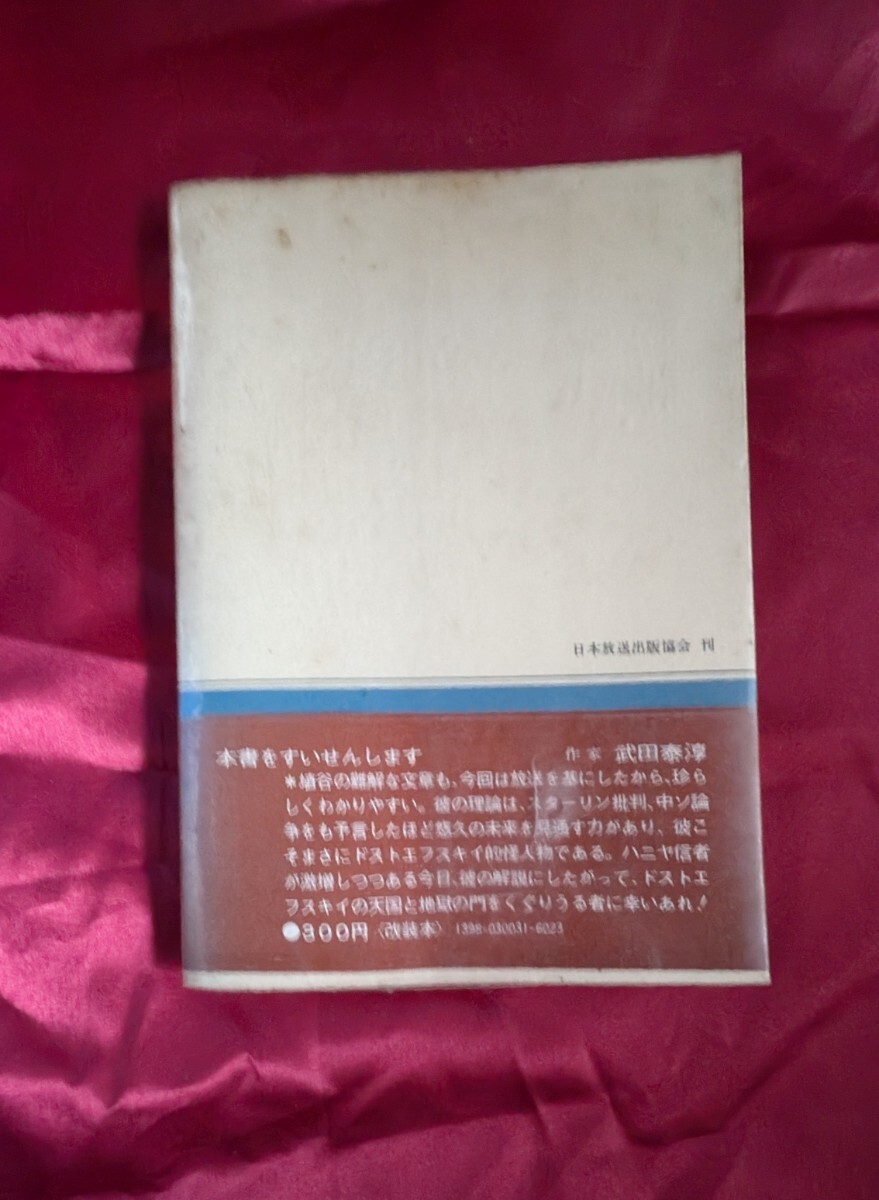 日本放送出版協会 刊
本書をすいせんします
作家 武田泰淳
＊埴谷の難解な文章も、今回は放送を基にしたから、珍ら
しくわかりやすい。彼の理論は、スターリン批判、中ソ論
争をも予言したほど悠久の未来を見通す力があり、彼こ
そまさにドストエフスキイ的怪人物である。ハニヤ信者
が激増しつつある今日、彼の解説にしたがって、ドストエ
フスキイの天国と地獄の門をくぐりうる者に幸いあれ！
●300円〈改装本〉 1398-030031-6023